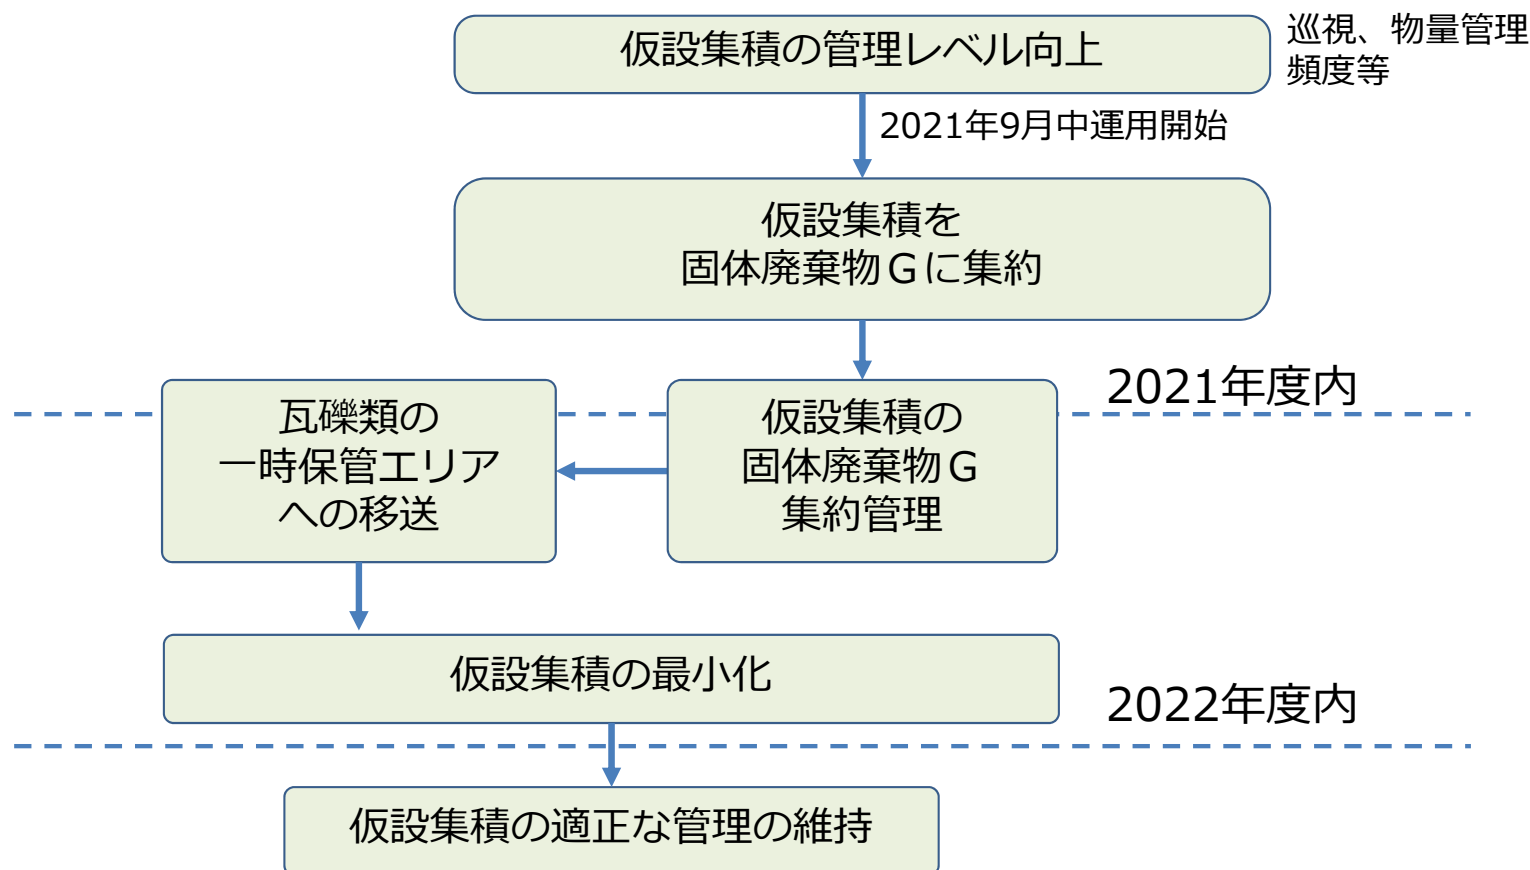 仮設集積の管理レベル向上
巡視、物量管理
頻度等
2021年9月中運用開始
仮設集積を
固体廃棄物Ｇに集約
2021年度内
瓦礫類の
一時保管エリア
への移送
仮設集積の
固体廃棄物Ｇ
集約管理
仮設集積の最小化
2022年度内
仮設集積の適正な管理の維持